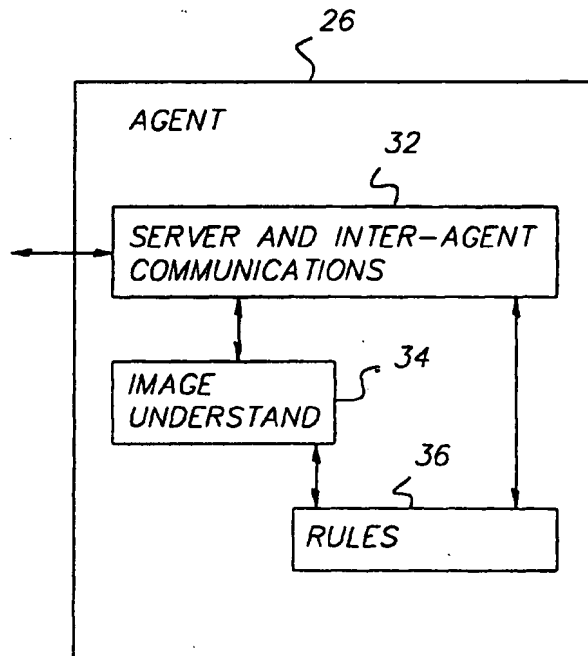 26
AGENT
32
SERVER AND INTER-AGENT
COMMUNICATIONS
IMAGE
UNDERSTAND
34
36
RULES